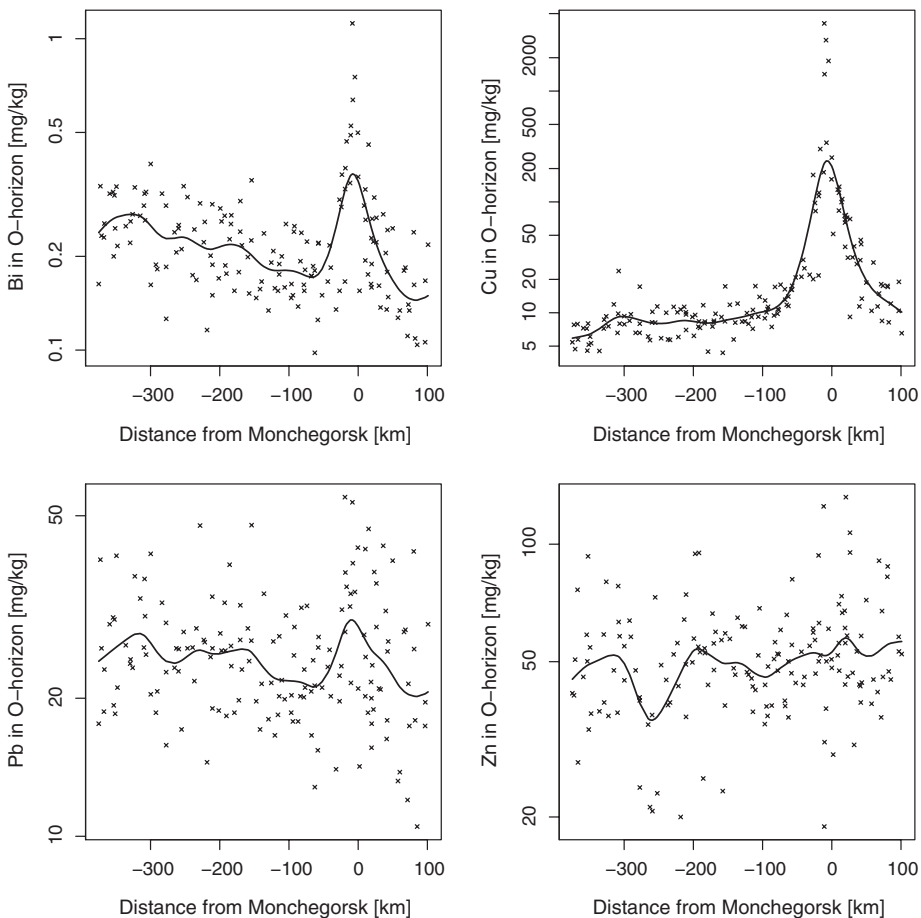 Bi in O−horizon [mg/kg]
1
0.5
0.2
0.1
−300 −200 −100 0 100
Distance from Monchegorsk [km]
Cu in O−horizon [mg/kg]
2000
500
200
50
20
10
5
−300 −200 −100 0 100
Distance from Monchegorsk [km]
Pb in O−horizon [mg/kg]
50
20
10
−300 −200 −100 0 100
Distance from Monchegorsk [km]
Zn in O−horizon [mg/kg]
100
50
20
−300 −200 −100 0 100
Distance from Monchegorsk [km]